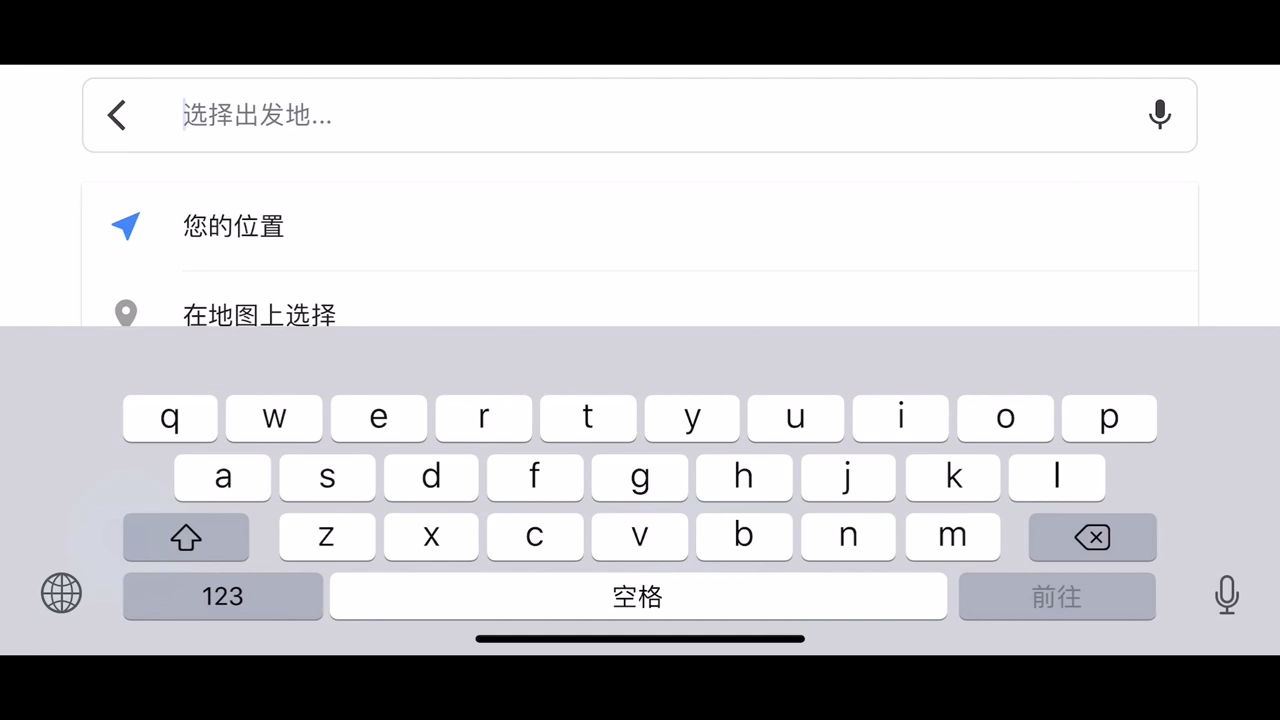 选择出发地...
您的位置
在地图上选择
q w e r t y u i o p
a s d f g h j k l
z x c v b n m
123 空格 前往